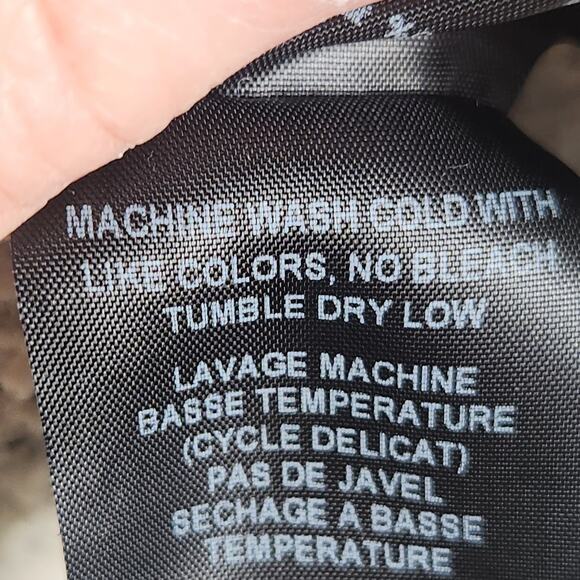 MACHINE WASH COLD WITH
LIKE COLORS, NO BLEACH
TUMBLE DRY LOW
LAVAGE MACHINE
BASSE TEMPERATURE
(CYCLE DELICAT)
PAS DE JAVEL
SECHAGE A BASSE
TEMPERATURE